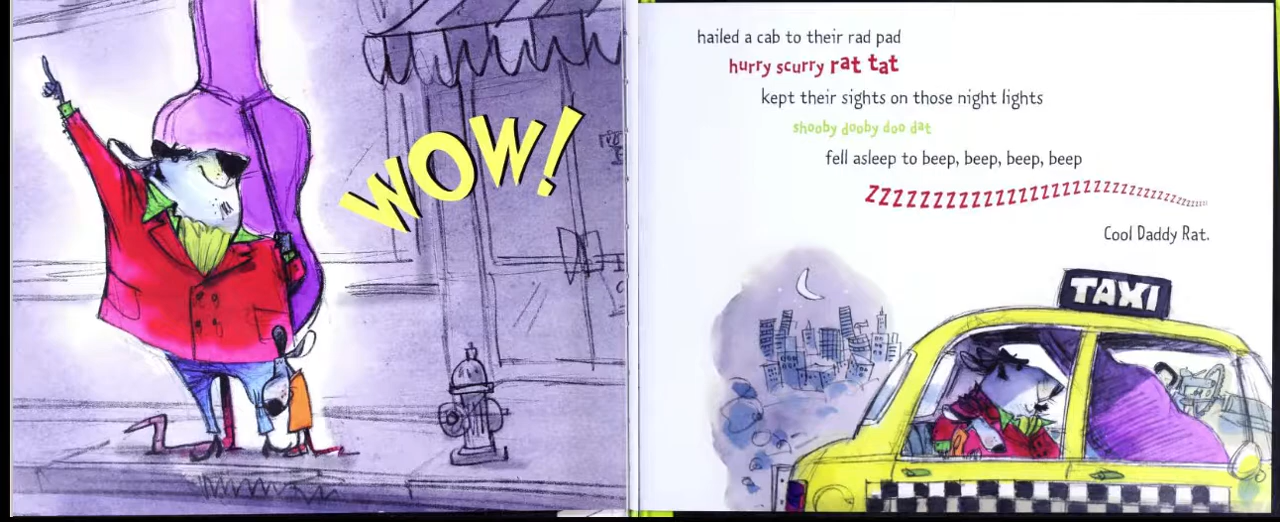 WOW!
hailed a cab to their rad pad
hurry scurry rat tat
kept their sights on those night lights
shooby dooby doo dat
fell asleep to beep, beep, beep, beep
ZZZZZZZZZZZZZZZZZZZZZZZZZZZZZZZZZZZZZZZZ
Cool Daddy Rat.
TAXI